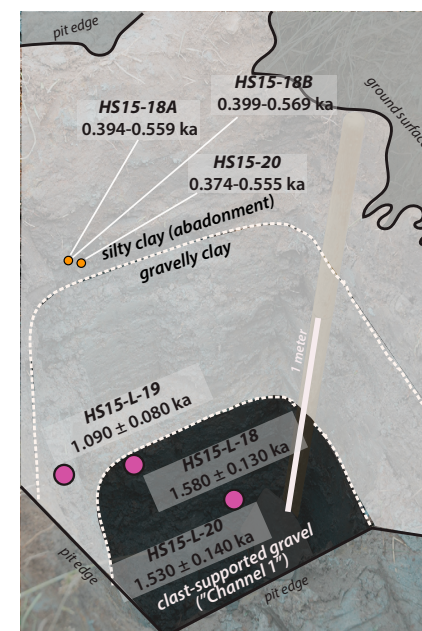 pit edge
HS15-18B
0.399-0.569 ka
HS15-18A
0.394-0.559 ka
ground surface
HS15-20
0.374-0.555 ka
silty clay (abadonment)
gravelly clay
1 meter
HS15-L-19
1.090 ± 0.080 ka
HS15-L-18
1.580 ± 0.130 ka
HS15-L-20
1.530 ± 0.140 ka
clast-supported gravel
("Channel 1")
pit edge
pit edge